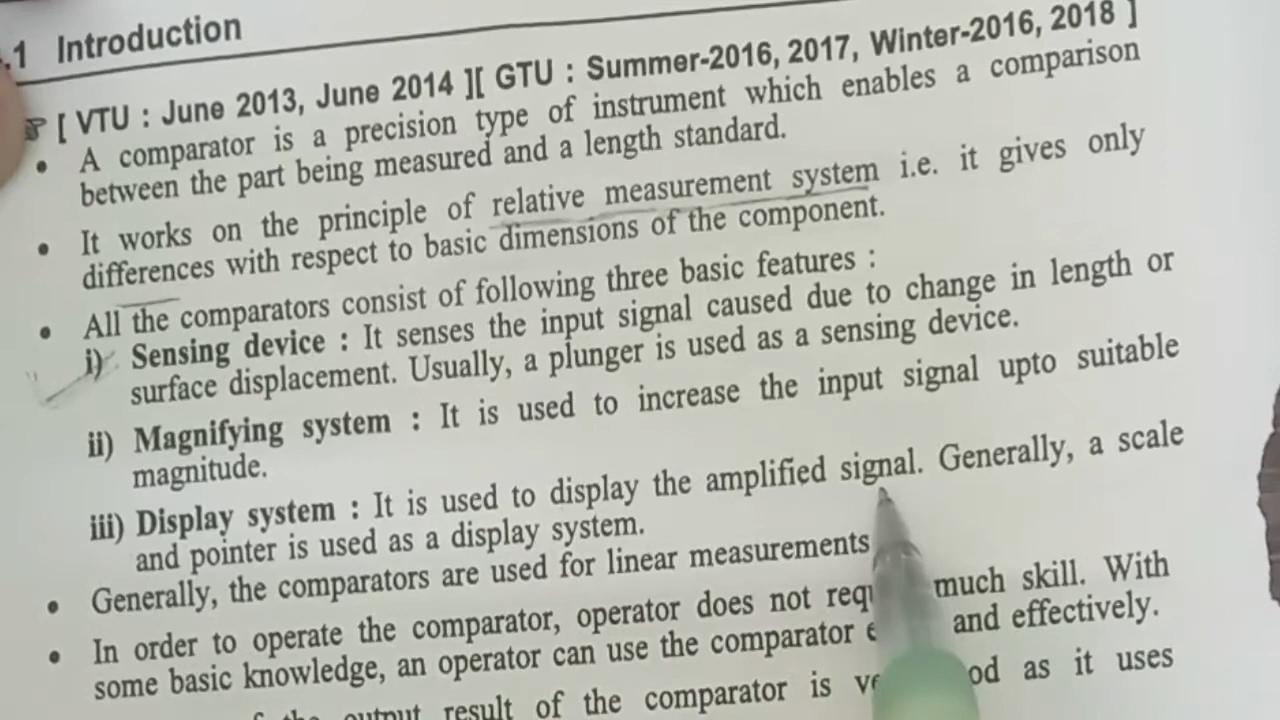 .1 Introduction
[ VTU : June 2013, June 2014 ][ GTU : Summer-2016, 2017, Winter-2016, 2018 ]
• A comparator is a precision type of instrument which enables a comparison
between the part being measured and a length standard.
• It works on the principle of relative measurement system i.e. it gives only
differences with respect to basic dimensions of the component.
• All the comparators consist of following three basic features :
i) Sensing device : It senses the input signal caused due to change in length or
surface displacement. Usually, a plunger is used as a sensing device.
ii) Magnifying system : It is used to increase the input signal upto suitable
magnitude.
iii) Display system : It is used to display the amplified signal. Generally, a scale
and pointer is used as a display system.
• Generally, the comparators are used for linear measurements
• In order to operate the comparator, operator does not much skill. With
some basic knowledge, an operator can use the comparator and effectively.
the output result of the comparator is as it uses